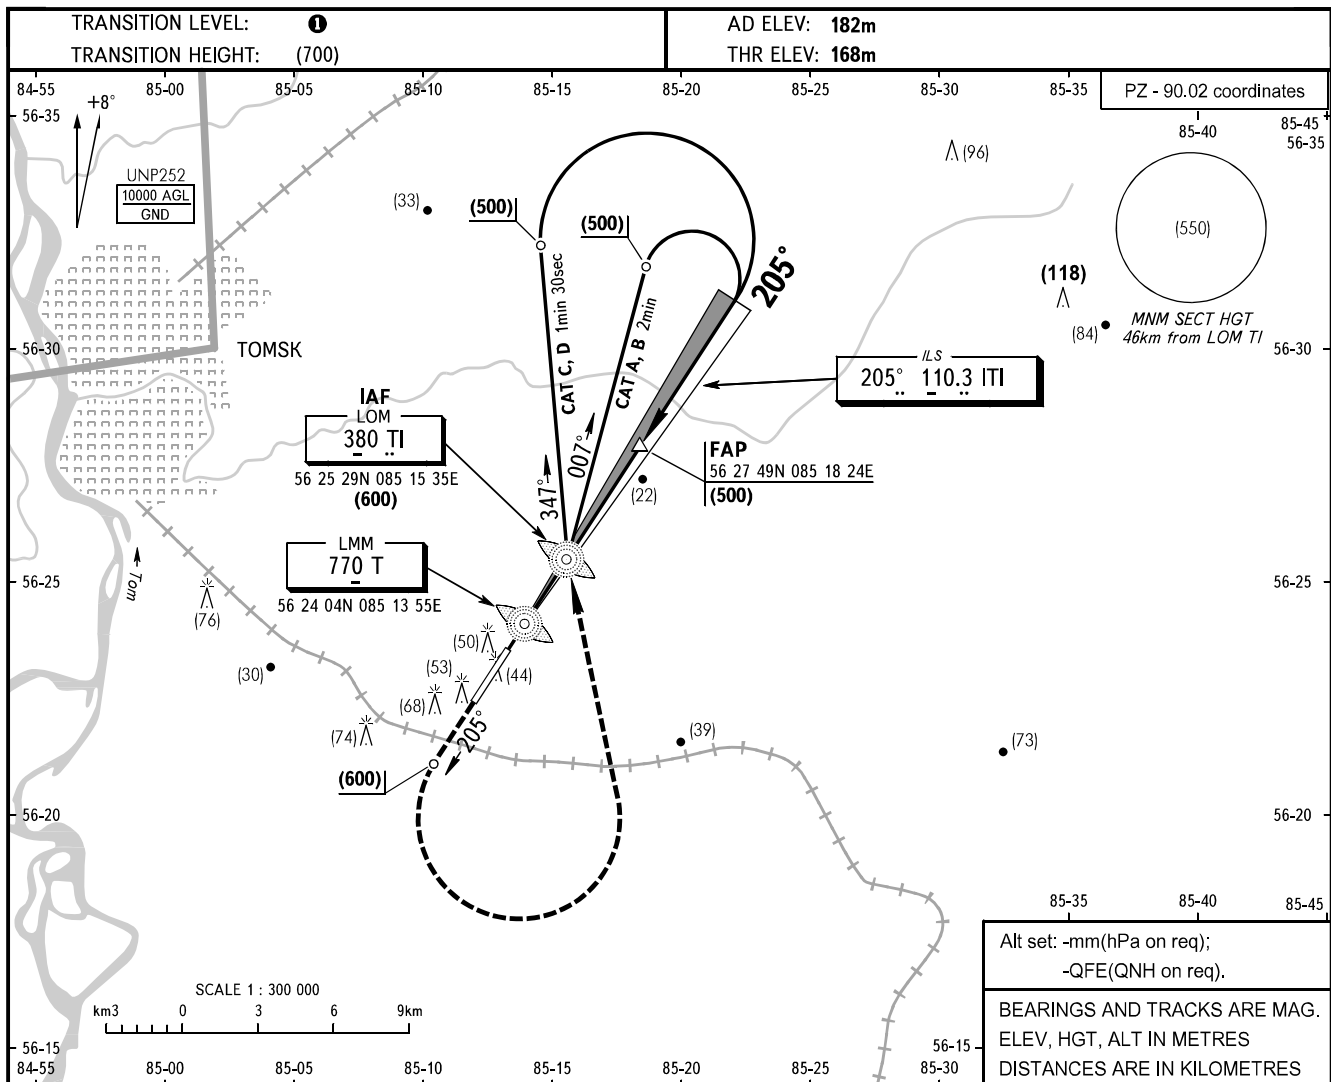 TRANSITION LEVEL: 1
TRANSITION HEIGHT: (700)
AD ELEV: 182m
THR ELEV: 168m
84-55 85-00 85-05 85-10 85-15 85-20 85-30 85-35
PZ - 90.02 coordinates
56-35
+8°
85-40
85-45
56-35
UNP252
10000 AGL
GND
(33)
(500)
(500)
(96)
(550)
MNM SECT HGT
46km from LOM TI
(118)
(84)
205°
CAT C, D 1min 30sec
CAT A, B 2min
56-30
TOMSK
56-30
ILS
205° 110.3 ITI
IAF
LOM
380 TI
56 25 29N 085 15 35E
(600)
347°
007°
FAP
56 27 49N 085 18 24E
(500)
(22)
LMM
770 T
56 24 04N 085 13 55E
56-25
56-25
Tom
(76)
(50)
(44)
(53)
(30)
(68)
(74)
205°
(39)
(73)
(600)
56-20
56-20
85-35 85-40 85-45
Alt set: -mm(hPa on req);
-QFE(QNH on req).
SCALE 1 : 300 000
km3 0 3 6 9km
BEARINGS AND TRACKS ARE MAG.
ELEV, HGT, ALT IN METRES
DISTANCES ARE IN KILOMETRES
56-15
56-15
84-55 85-00 85-05 85-10 85-15 85-20 85-25 85-30